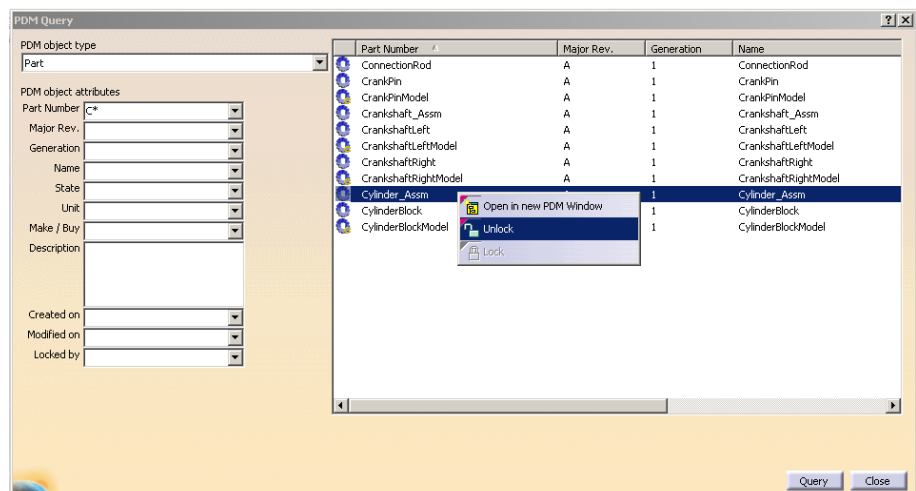 PDM Query
PDM object type
Part
PDM object attributes
Part Number C*
Major Rev.
Generation
Name
State
Unit
Make / Buy
Description
Created on
Modified on
Locked by
Part Number Major Rev. Generation Name
ConnectionRod A 1 ConnectionRod
CrankPin A 1 CrankPin
CrankPinModel A 1 CrankPinModel
Crankshaft_Assm A 1 Crankshaft_Assm
CrankshaftLeft A 1 CrankshaftLeft
CrankshaftLeftModel A 1 CrankshaftLeftModel
CrankshaftRight A 1 CrankshaftRight
CrankshaftRightModel A 1 CrankshaftRightModel
Cylinder_Assm 1 Cylinder_Assm
CylinderBlock 1 CylinderBlock
CylinderBlockModel 1 CylinderBlockModel
Open in new PDM Window
Unlock
Lock
Query Close